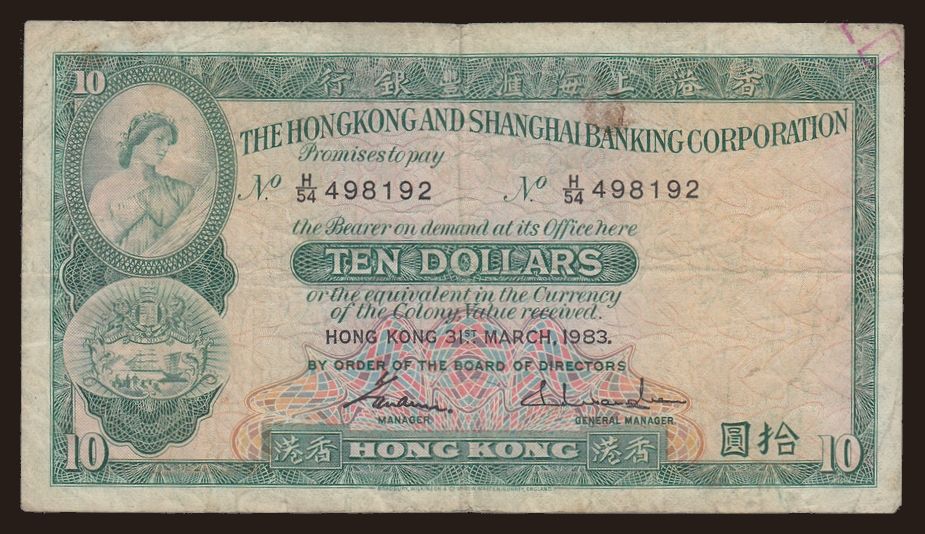 10
行銀豐滙海上港香
THE HONGKONG AND SHANGHAI BANKING CORPORATION
Promises to pay
No. H/54 498192 No. H/54 498192
the Bearer on demand at its Office here
TEN DOLLARS
or the equivalent in the Currency
of the Colony, Value received.
HONG KONG 31ST MARCH, 1983.
BY ORDER OF THE BOARD OF DIRECTORS
MANAGER. GENERAL MANAGER.
圓拾
10 港香 HONG KONG 港香 10